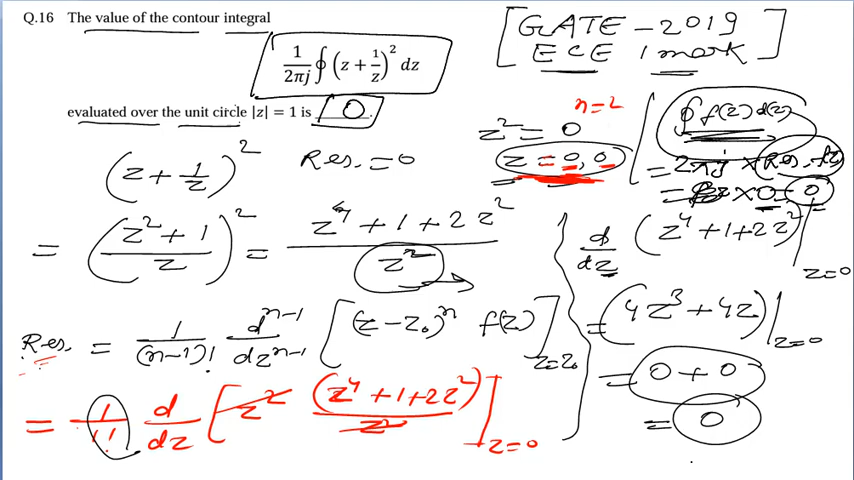 Q.16 The value of the contour integral
1/2πj ∮ (z + 1/z)² dz
evaluated over the unit circle |z| = 1 is 0
[GATE - 2019
ECE 1 mark]
(z + 1/z)²
Res. = 0
= ((z² + 1)/z)² = (z⁴ + 1 + 2z²)/z²
Res. = 1/(n-1)! d^(n-1)/dz^(n-1) [(z - z₀)^n f(z)] z=z₀
= 1/1! d/dz [z² (z⁴ + 1 + 2z²)/z²] z=0
n=2
z² = 0
z = 0, 0
∮ f(z) d(z)
= 2πj × Res.
× 0 = 0
d/dz (z⁴ + 1 + 2z²) z=0
= (4z³ + 4z) z=0
= 0 + 0
= 0